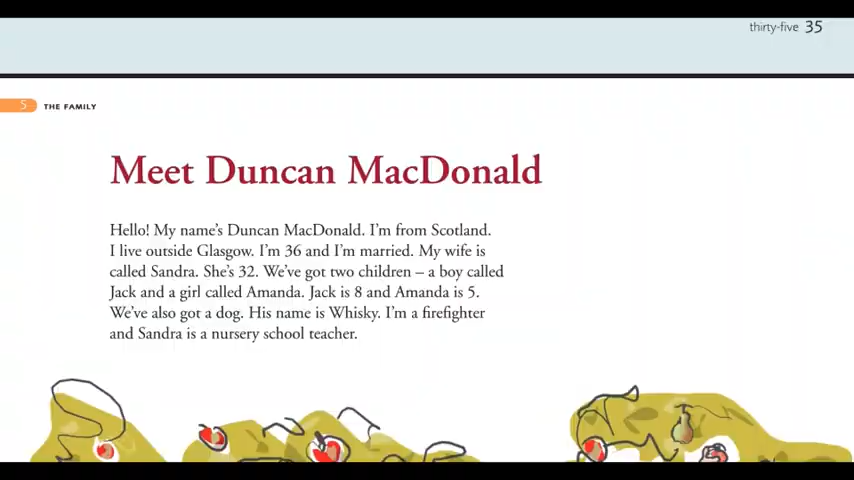 thirty-five 35
5 THE FAMILY
Meet Duncan MacDonald
Hello! My name's Duncan MacDonald. I'm from Scotland.
I live outside Glasgow. I'm 36 and I'm married. My wife is
called Sandra. She's 32. We've got two children – a boy called
Jack and a girl called Amanda. Jack is 8 and Amanda is 5.
We've also got a dog. His name is Whisky. I'm a firefighter
and Sandra is a nursery school teacher.